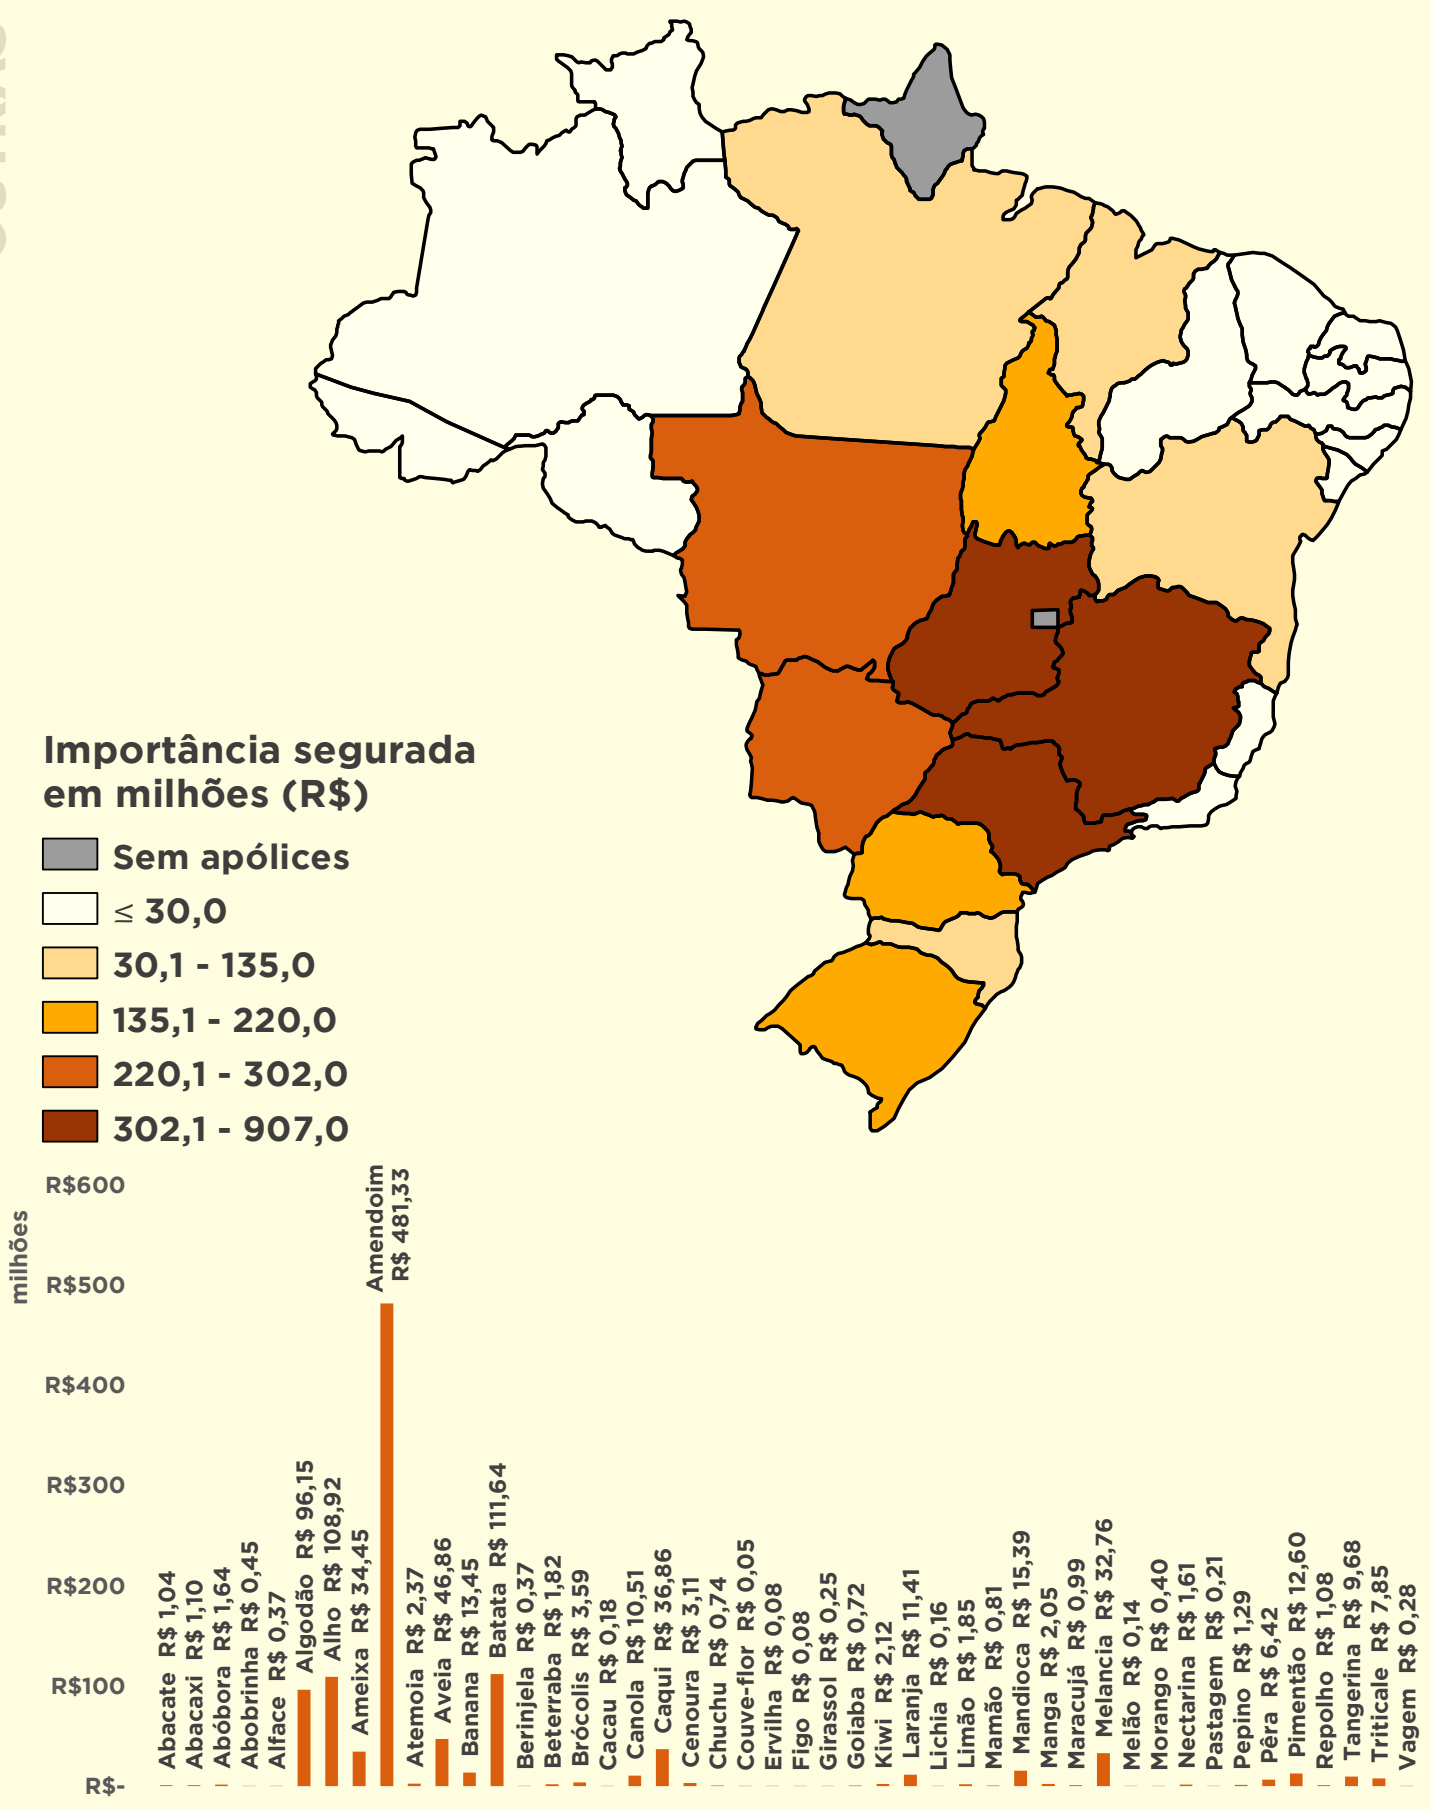 Importância segurada
em milhões (R$)
Sem apólices
≤ 30,0
30,1 - 135,0
135,1 - 220,0
220,1 - 302,0
302,1 - 907,0
milhões
R$600
R$500
R$400
R$300
R$200
R$100
R$-
Abacate R$ 1,04
Abacaxi R$ 1,10
Abóbora R$ 1,64
Abobrinha R$ 0,45
Alface R$ 0,37
Algodão R$ 96,15
Alho R$ 108,92
Ameixa R$ 34,45
Amendoim
R$ 481,33
Atemoia R$ 2,37
Aveia R$ 46,86
Banana R$ 13,45
Batata R$ 111,64
Berinjela R$ 0,37
Beterraba R$ 1,82
Brócolis R$ 3,59
Cacau R$ 0,18
Canola R$ 10,51
Caqui R$ 36,86
Cenoura R$ 3,11
Chuchu R$ 0,74
Couve-flor R$ 0,05
Ervilha R$ 0,08
Figo R$ 0,08
Girassol R$ 0,25
Goiaba R$ 0,72
Kiwi R$ 2,12
Laranja R$ 11,41
Lichia R$ 0,16
Limão R$ 1,85
Mamão R$ 0,81
Mandioca R$ 15,39
Manga R$ 2,05
Maracujá R$ 0,99
Melancia R$ 32,76
Melão R$ 0,14
Morango R$ 0,40
Nectarina R$ 1,61
Pastagem R$ 0,21
Pepino R$ 1,29
Pêra R$ 6,42
Pimentão R$ 12,60
Repolho R$ 1,08
Tangerina R$ 9,68
Triticale R$ 7,85
Vagem R$ 0,28